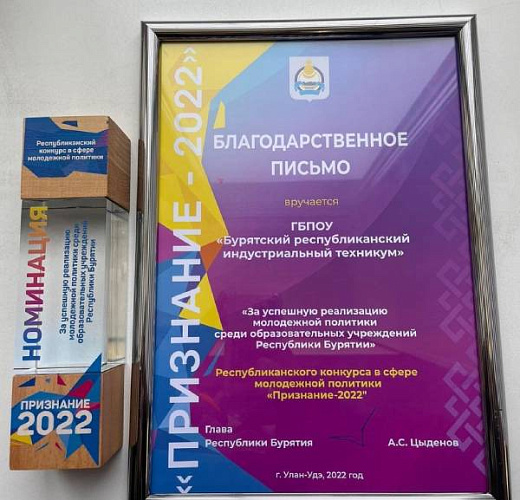 Республиканский
конкурс в сфере
молодежной политики
НОМИНАЦИЯ
За успешную реализацию
молодежной политики среди
образовательных учреждений
Республики Бурятии
ПРИЗНАНИЕ
2022
«ПРИЗНАНИЕ - 2022»
БЛАГОДАРСТВЕННОЕ
ПИСЬМО
вручается
ГБПОУ
«Бурятский республиканский
индустриальный техникум»
«За успешную реализацию
молодежной политики
среди образовательных учреждений
Республики Бурятии»
Республиканского конкурса в сфере
молодежной политики
«Признание-2022"
Глава
Республики Бурятия
А.С. Цыденов
г. Улан-Удэ, 2022 год